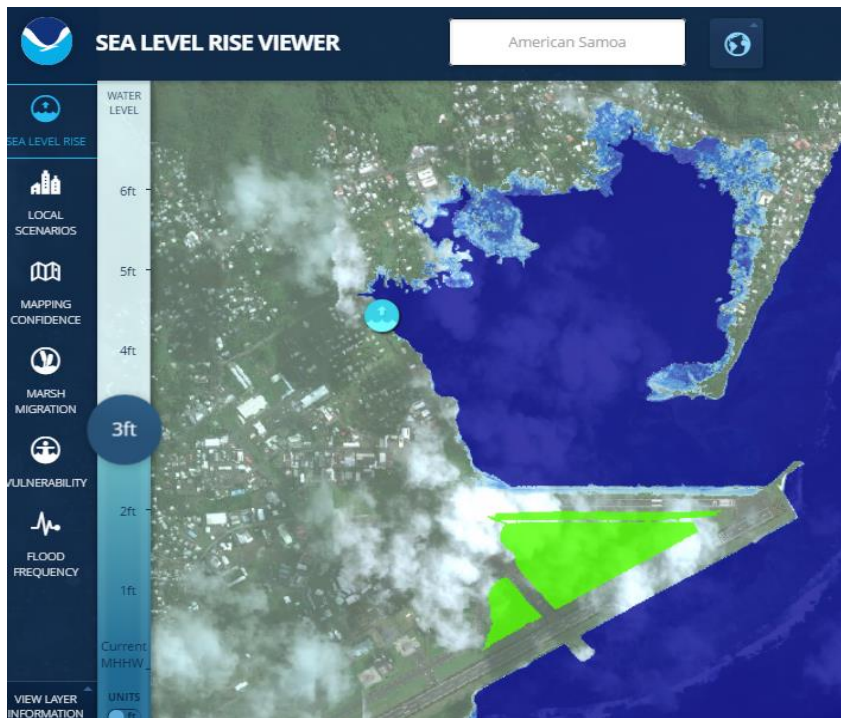 SEA LEVEL RISE VIEWER
American Samoa
SEA LEVEL RISE
LOCAL
SCENARIOS
MAPPING
CONFIDENCE
MARSH
MIGRATION
VULNERABILITY
FLOOD
FREQUENCY
VIEW LAYER
INFORMATION
WATER
LEVEL
6ft
5ft
4ft
3ft
2ft
1ft
Current
MHHW
UNITS
ft